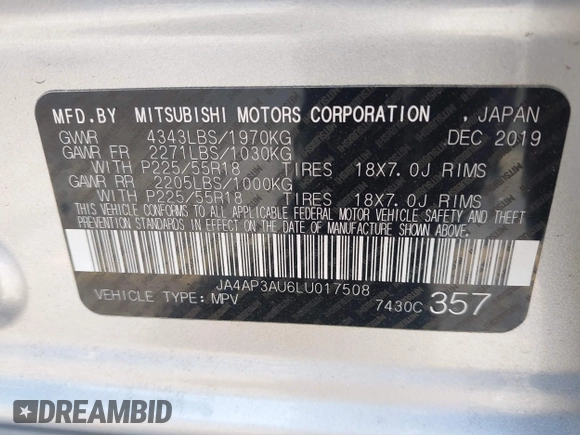 MFD.BY MITSUBISHI MOTORS CORPORATION , JAPAN
GVWR 4343LBS/1970KG DEC 2019
GAWR FR 2271LBS/1030KG
WITH P225/55R18 TIRES 18X7.0J RIMS
GAWR RR 2205LBS/1000KG
WITH P225/55R18 TIRES 18X7.0J RIMS
THIS VEHICLE CONFORMS TO ALL APPLICABLE FEDERAL MOTOR VEHICLE SAFETY AND THEFT
PREVENTION STANDARDS IN EFFECT ON THE DATE OF MANUFACTURE SHOWN ABOVE.
JA4AP3AU6LU017508
VEHICLE TYPE: MPV 7430C 357
DREAMBID